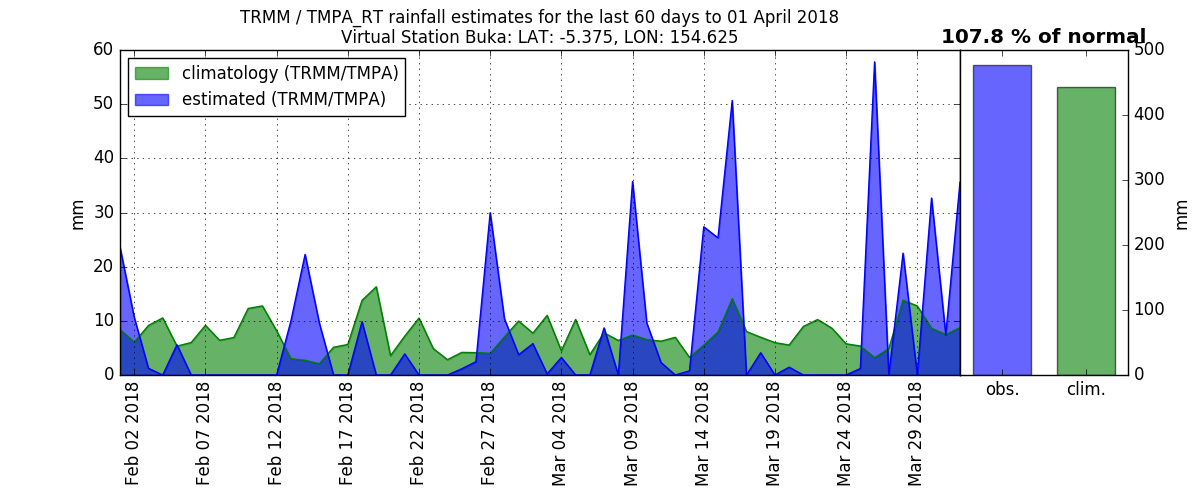 TRMM / TMPA_RT rainfall estimates for the last 60 days to 01 April 2018
Virtual Station Buka: LAT: -5.375, LON: 154.625
107.8 % of normal
climatology (TRMM/TMPA)
estimated (TRMM/TMPA)
mm
60
50
40
30
20
10
0
Feb 02 2018
Feb 07 2018
Feb 12 2018
Feb 17 2018
Feb 22 2018
Feb 27 2018
Mar 04 2018
Mar 09 2018
Mar 14 2018
Mar 19 2018
Mar 24 2018
Mar 29 2018
obs.
clim.
500
400
300
200
100
0
mm